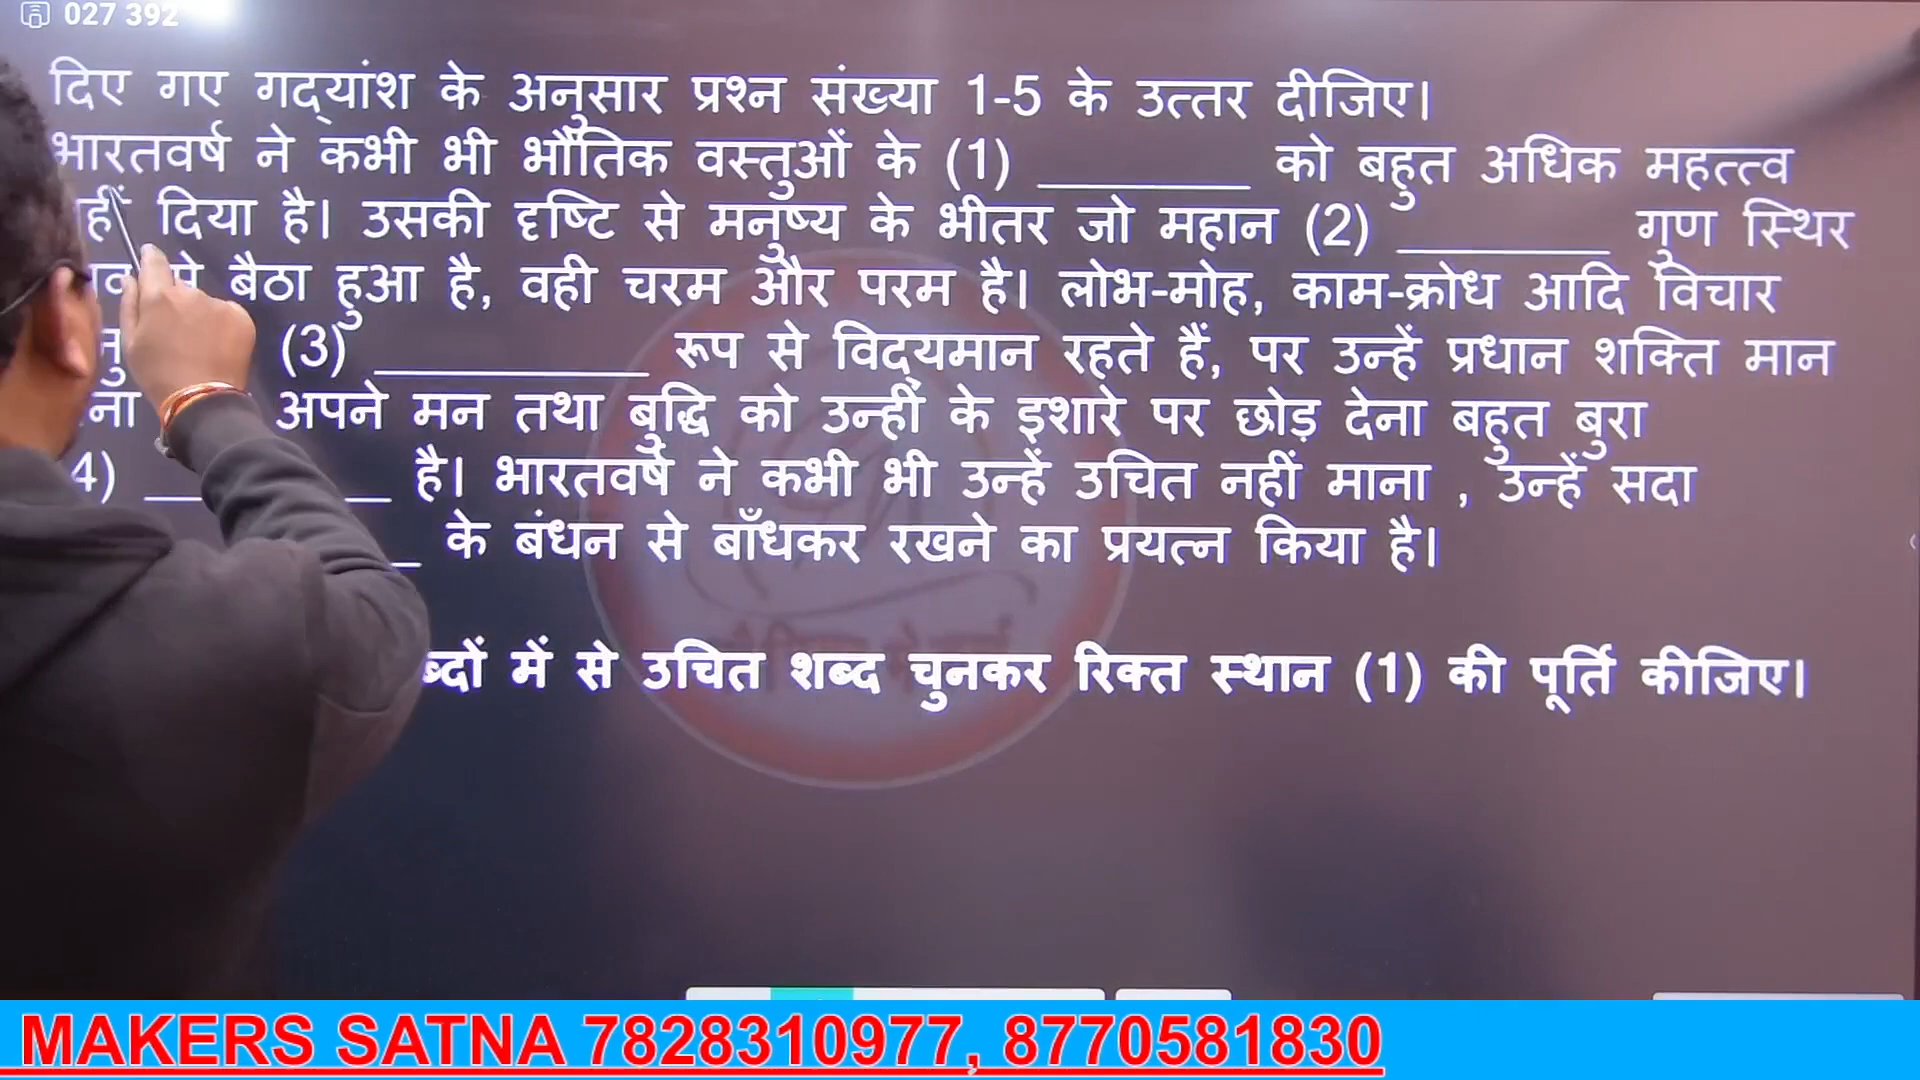 027 392
दिए गए गद्यांश के अनुसार प्रश्न संख्या 1-5 के उत्तर दीजिए।
भारतवर्ष ने कभी भी भौतिक वस्तुओं के (1) ________ को बहुत अधिक महत्त्व
दिया है। उसकी दृष्टि से मनुष्य के भीतर जो महान (2) ________ गुण स्थिर
से बैठा हुआ है, वही चरम और परम है। लोभ-मोह, काम-क्रोध आदि विचार
(3) __________ रूप से विद्यमान रहते हैं, पर उन्हें प्रधान शक्ति मान
अपने मन तथा बुद्धि को उन्हीं के इशारे पर छोड़ देना बहुत बुरा
4) _________ है। भारतवर्ष ने कभी भी उन्हें उचित नहीं माना , उन्हें सदा
_ के बंधन से बाँधकर रखने का प्रयत्न किया है।
में से उचित शब्द चुनकर रिक्त स्थान (1) की पूर्ति कीजिए।
MAKERS SATNA 7828310977, 8770581830